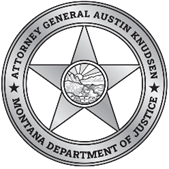 ATTORNEY GENERAL AUSTIN KNUDSEN
MONTANA DEPARTMENT OF JUSTICE